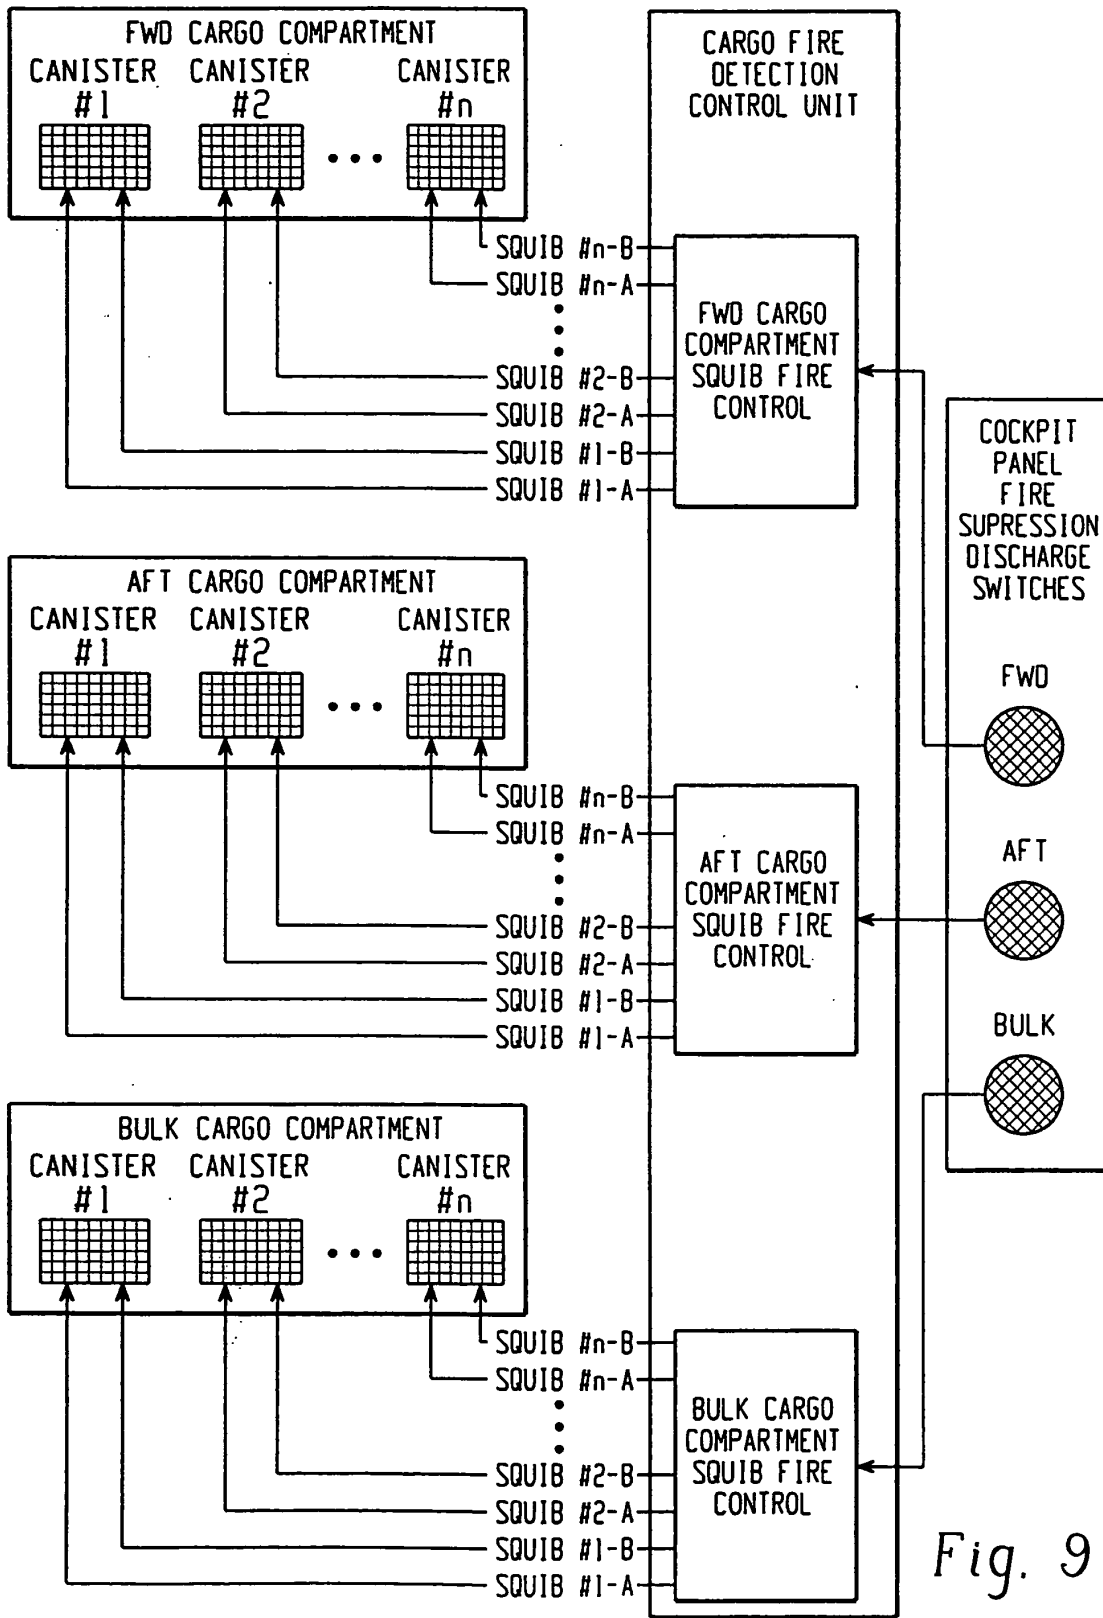 FWD CARGO COMPARTMENT
CANISTER
#1
CANISTER
#2
CANISTER
#n
SQUIB #n-B
SQUIB #n-A
SQUIB #2-B
SQUIB #2-A
SQUIB #1-B
SQUIB #1-A
AFT CARGO COMPARTMENT
CANISTER
#1
CANISTER
#2
CANISTER
#n
SQUIB #n-B
SQUIB #n-A
SQUIB #2-B
SQUIB #2-A
SQUIB #1-B
SQUIB #1-A
BULK CARGO COMPARTMENT
CANISTER
#1
CANISTER
#2
CANISTER
#n
SQUIB #n-B
SQUIB #n-A
SQUIB #2-B
SQUIB #2-A
SQUIB #1-B
SQUIB #1-A
CARGO FIRE
DETECTION
CONTROL UNIT
FWD CARGO
COMPARTMENT
SQUIB FIRE
CONTROL
AFT CARGO
COMPARTMENT
SQUIB FIRE
CONTROL
BULK CARGO
COMPARTMENT
SQUIB FIRE
CONTROL
COCKPIT
PANEL
FIRE
SUPRESSION
DISCHARGE
SWITCHES
FWD
AFT
BULK
Fig. 9